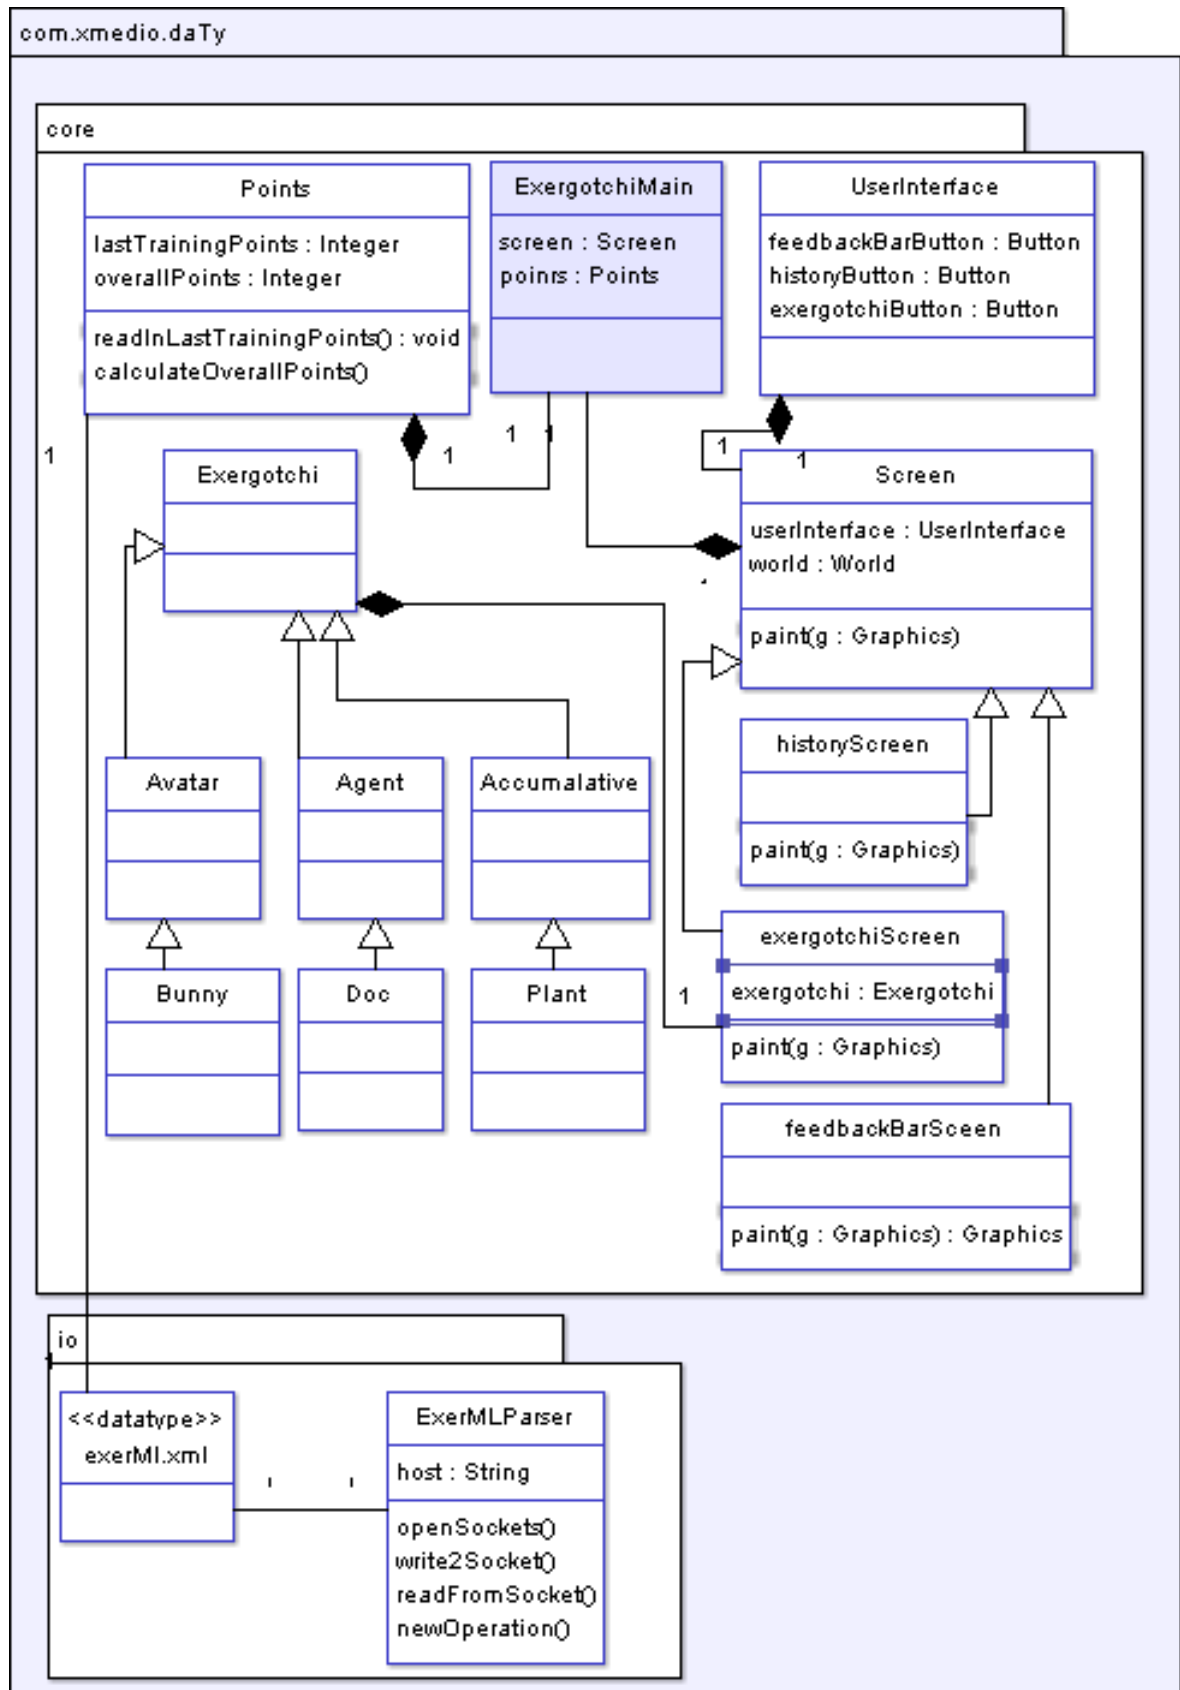 com.xmedio.daTy
core
Points
lastTrainingPoints : Integer
overallPoints : Integer
readInLastTrainingPoints() : void
calculateOverallPoints()
ExergotchiMain
screen : Screen
poinrs : Points
UserInterface
feedbackBarButton : Button
historyButton : Button
exergotchiButton : Button
1
1
1
1
1
1
Exergotchi
Screen
userInterface : UserInterface
world : World
paint(g : Graphics)
historyScreen
paint(g : Graphics)
Avatar
Agent
Accumalative
exergotchiScreen
exergotchi : Exergotchi
paint(g : Graphics)
1
Bunny
Doc
Plant
feedbackBarSceen
paint(g : Graphics) : Graphics
io
1
<<datatype>>
exerMl.xml
ExerMLParser
host : String
openSockets()
write2Socket()
readFromSocket()
newOperation()